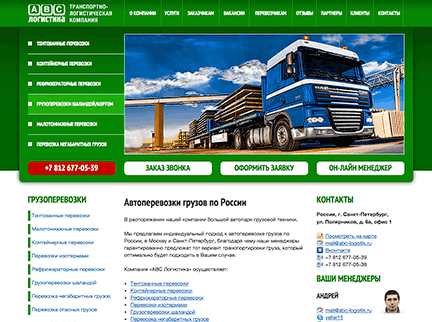 АВС
логистика
ТРАНСПОРТНО-
ЛОГИСТИЧЕСКАЯ
КОМПАНИЯ
О КОМПАНИИ УСЛУГИ ЗАКАЗЧИКАМ ВАКАНСИИ ПЕРЕВОЗЧИКАМ ОТЗЫВЫ ПАРТНЕРЫ КЛИЕНТЫ КОНТАКТЫ
ТЕНТОВАННЫЕ ПЕРЕВОЗКИ
КОНТЕЙНЕРНЫЕ ПЕРЕВОЗКИ
РЕФРИЖЕРАТОРНЫЕ ПЕРЕВОЗКИ
ГРУЗОПЕРЕВОЗКИ ШАЛАНДОЙ/БОРТОМ
МАЛОТОННАЖНЫЕ ПЕРЕВОЗКИ
ПЕРЕВОЗКА НЕГАБАРИТНЫХ ГРУЗОВ
+7 812 677-05-39
ЗАКАЗ ЗВОНКА
ОФОРМИТЬ ЗАЯВКУ
ОН-ЛАЙН МЕНЕДЖЕР
ГРУЗОПЕРЕВОЗКИ
Тентованные перевозки
Малотоннажные перевозки
Контейнерные перевозки
Перевозки изотермами
Рефрижераторные перевозки
Грузоперевозки шаландой
Перевозка негабаритных грузов
Перевозка опасных грузов
Автоперевозки грузов по России
В распоряжении нашей компании большой автопарк грузовой техники.
Мы предлагаем индивидуальный подход к автоперевозке грузов по
России, в Москву и Санкт-Петербург, благодаря чему наши менеджеры
гарантированно предложат вариант транспортировки груза, который
оптимально будет подходить в Вашем случае.
Компания «АВС Логистика» осуществляет:
Тентованные перевозки
Контейнерные перевозки
Рефрижераторные перевозки
Перевозки изотермами
Грузоперевозки шаландой
Перевозка негабаритных грузов
КОНТАКТЫ
Россия, г. Санкт-Петербург,
ул. Полярников, д. 6а, офис 1
Посмотреть на карте
mail@abc-logistik.ru
Вконтакте
+7 812 677-05-39
+7 812 677-05-38
ВАШИ МЕНЕДЖЕРЫ
АНДРЕЙ
mail@abc-logistik.ru
veller15